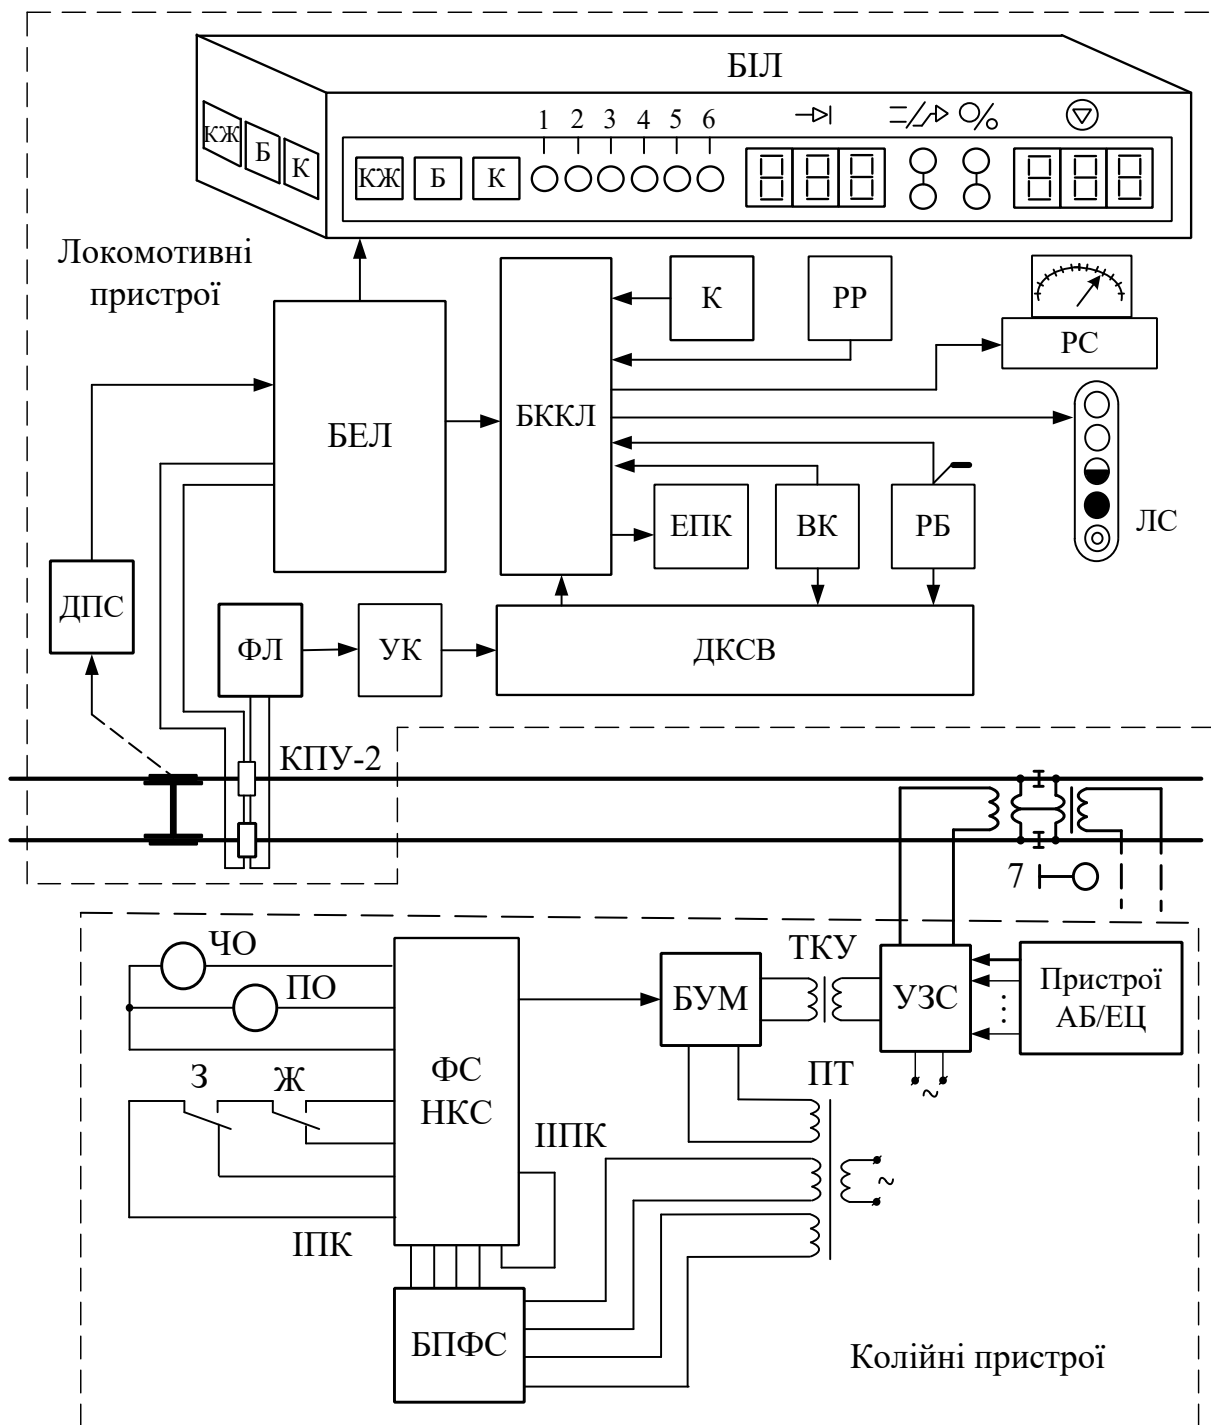 БІЛ
КЖ
Б
К
1 2 3 4 5 6
КЖ Б К
Локомотивні
пристрої
К
РР
РС
БЕЛ
БККЛ
ЕПК
ВК
РБ
ЛС
ДПС
ФЛ
УК
ДКСВ
КПУ-2
7
ЧО
ПО
ТКУ
БУМ
УЗС
Пристрої
АБ/ЕЦ
З
Ж
ФС
НКС
ПТ
ІІПК
~
~
ІПК
БПФС
Колійні пристрої